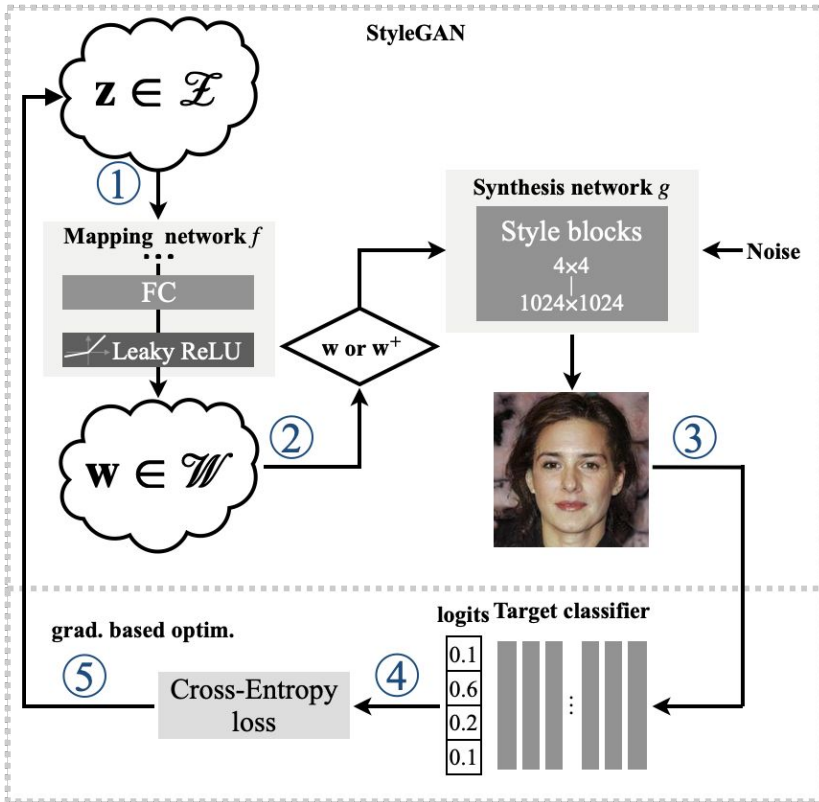 StyleGAN
z ∈ 𝒵
①
Mapping network f
...
FC
Leaky ReLU
w ∈ 𝒲
②
w or w⁺
Synthesis network g
Style blocks
4×4
1024×1024
Noise
③
logits
Target classifier
0.1
0.6
0.2
0.1
...
④
Cross-Entropy
loss
grad. based optim.
⑤